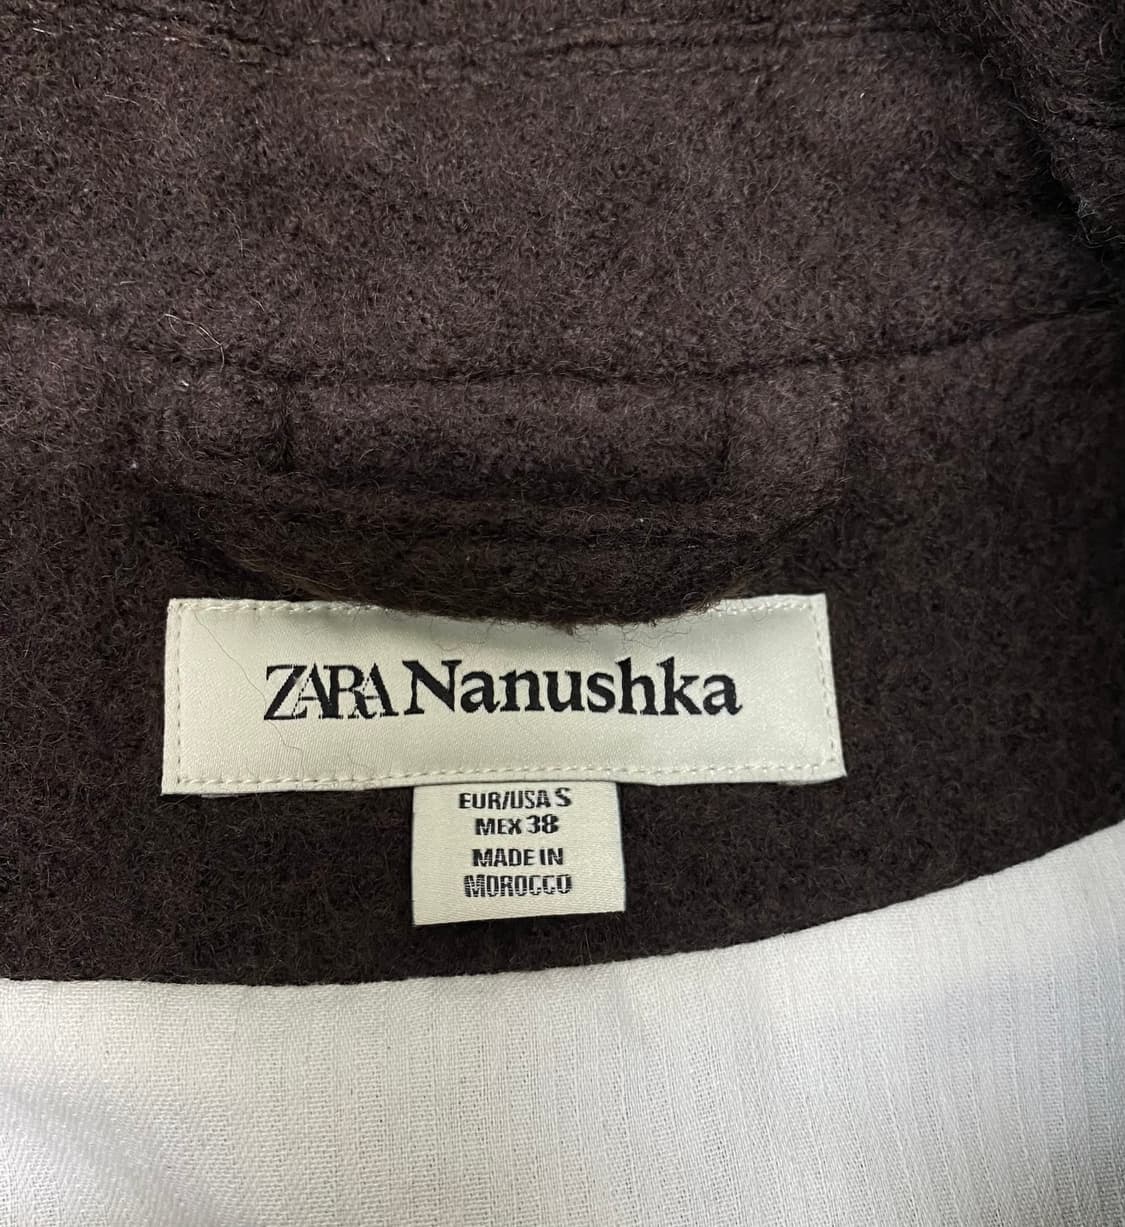 ZARA Nanushka
EUR/USA S
MEX 38
MADE IN
MOROCCO